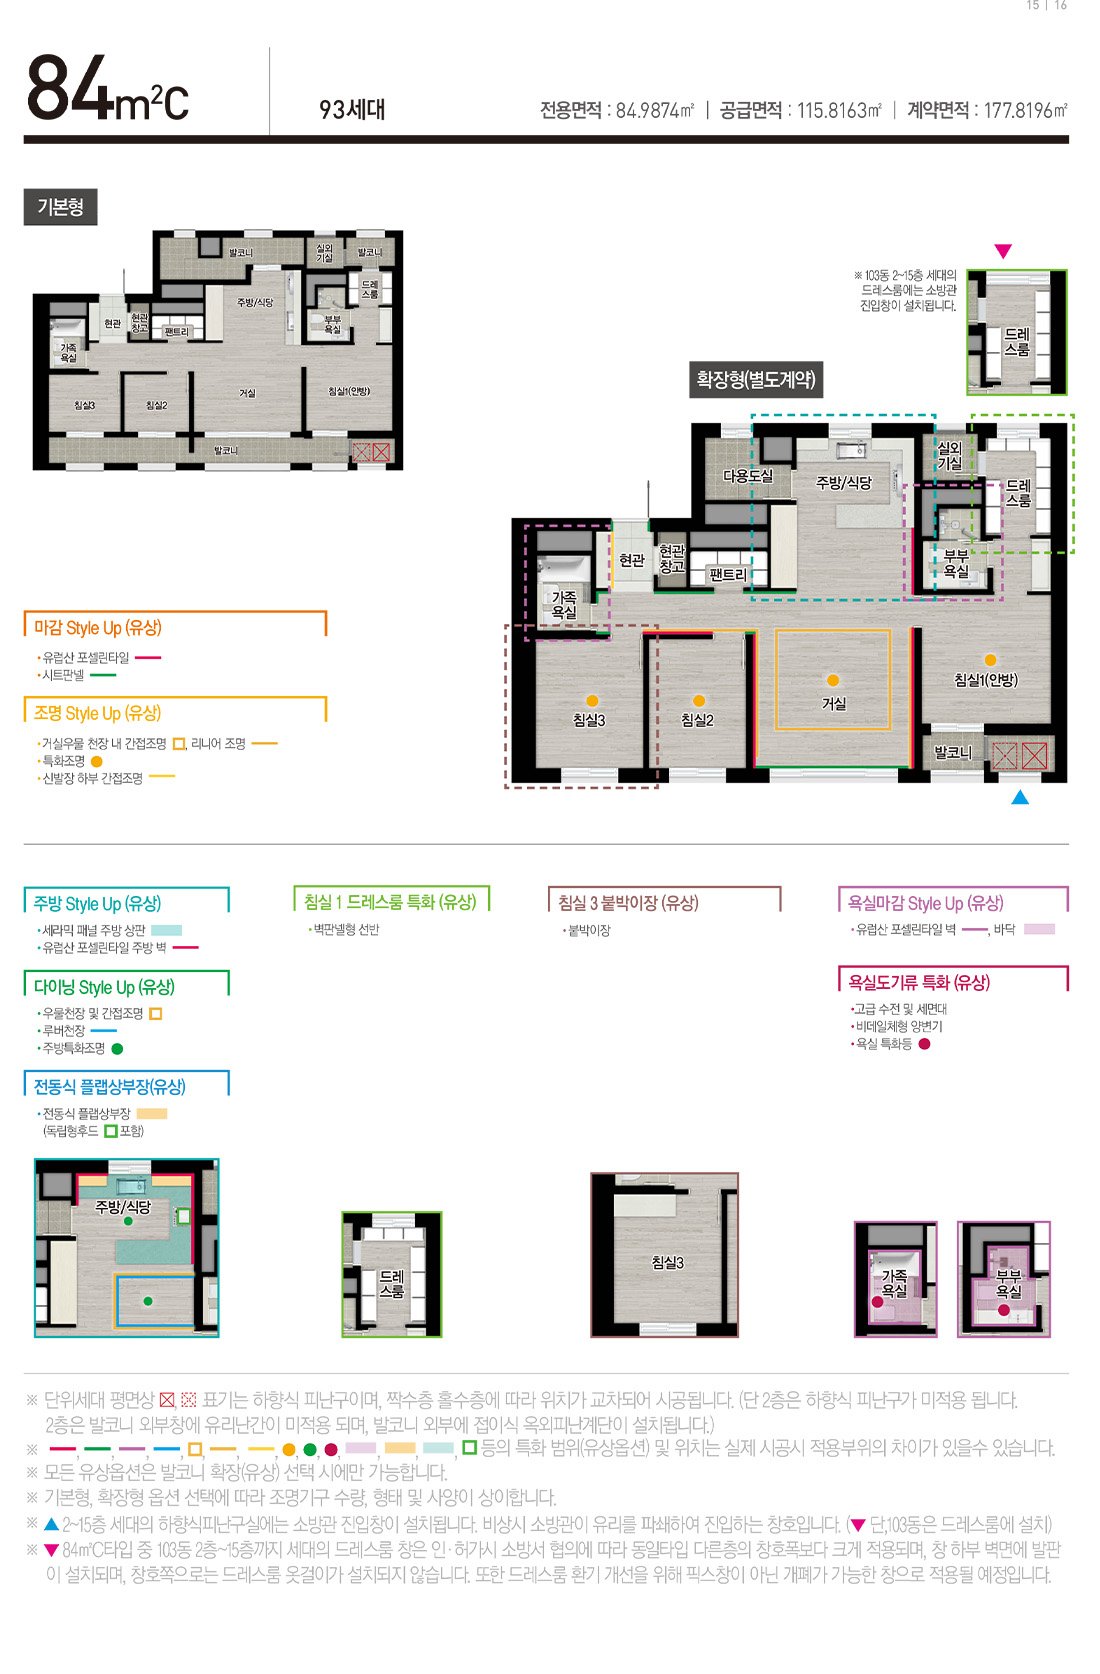 15 | 16
84m²C
93세대
전용면적 : 84.9874㎡ | 공급면적 : 115.8163㎡ | 계약면적 : 177.8196㎡
기본형
발코니
실외
기실
발코니
드레
스룸
주방/식당
현관
현관
창고
팬트리
부부
욕실
가족
욕실
침실3
침실2
거실
침실1(안방)
발코니
※ 103동 2~15층 세대의
드레스룸에는 소방관
진입창이 설치됩니다.
드레
스룸
확장형(별도계약)
다용도실
주방/식당
실외
기실
드레
스룸
현관
현관
창고
팬트리
부부
욕실
가족
욕실
침실3
침실2
거실
침실1(안방)
발코니
마감 Style Up (유상)
•유럽산 포셀린타일
•시트판넬
조명 Style Up (유상)
•거실우물 천장 내 간접조명 , 리니어 조명
•특화조명
•신발장 하부 간접조명
주방 Style Up (유상)
•세라믹 패널 주방 상판
•유럽산 포셀린타일 주방 벽
다이닝 Style Up (유상)
•우물천장 및 간접조명
•루버천장
•주방특화조명
전동식 플랩상부장(유상)
•전동식 플랩상부장
(독립형후드 포함)
주방/식당
침실 1 드레스룸 특화 (유상)
•벽판넬형 선반
드레
스룸
침실 3 붙박이장 (유상)
•붙박이장
침실3
욕실마감 Style Up (유상)
•유럽산 포셀린타일 벽 , 바닥
욕실도기류 특화 (유상)
•고급 수전 및 세면대
•비데일체형 양변기
•욕실 특화등
가족
욕실
부부
욕실
※ 단위세대 평면상 , 표기는 하향식 피난구이며, 짝수층 홀수층에 따라 위치가 교차되어 시공됩니다. (단 2층은 하향식 피난구가 미적용 됩니다.
2층은 발코니 외부창에 유리난간이 미적용 되며, 발코니 외부에 접이식 옥외피난계단이 설치됩니다.)
※ , , , , , , , , , , , , , 등의 특화 범위(유상옵션) 및 위치는 실제 시공시 적용부위의 차이가 있을수 있습니다.
※ 모든 유상옵션은 발코니 확장(유상) 선택 시에만 가능합니다.
※ 기본형, 확장형 옵션 선택에 따라 조명기구 수량, 형태 및 사양이 상이합니다.
※ ▲ 2~15층 세대의 하향식피난구실에는 소방관 진입창이 설치됩니다. 비상시 소방관이 유리를 파쇄하여 진입하는 창호입니다. (▼ 단,103동은 드레스룸에 설치)
※ ▼ 84㎡C타입 중 103동 2층~15층까지 세대의 드레스룸 창은 인·허가시 소방서 협의에 따라 동일타입 다른층의 창호폭보다 크게 적용되며, 창 하부 벽면에 발판
이 설치되며, 창호쪽으로는 드레스룸 옷걸이가 설치되지 않습니다. 또한 드레스룸 환기 개선을 위해 픽스창이 아닌 개폐가 가능한 창으로 적용될 예정입니다.